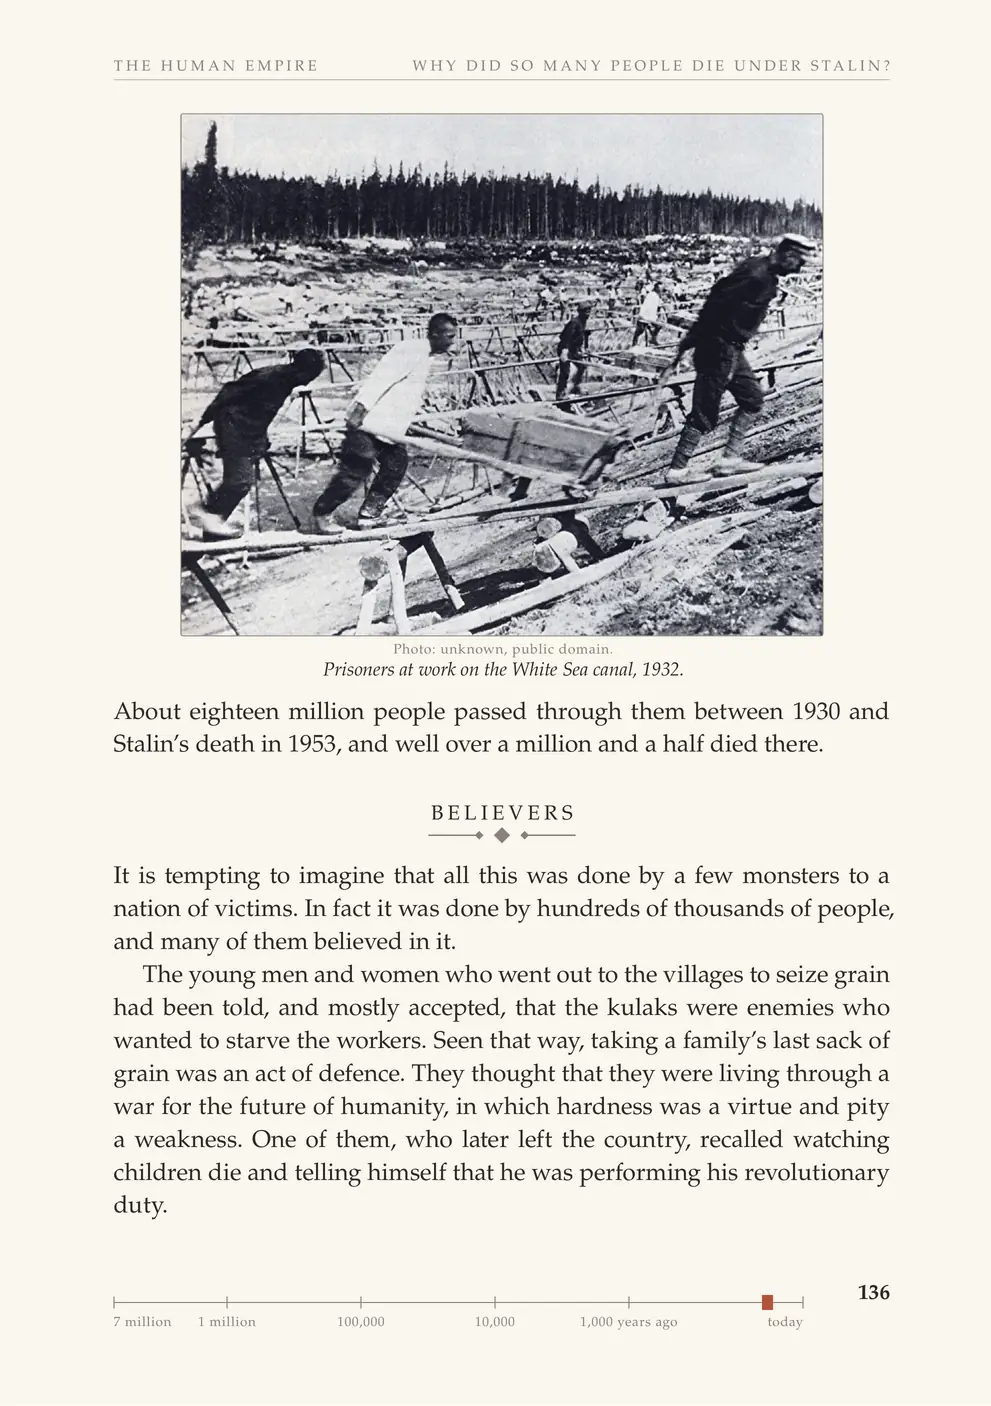 THE HUMAN EMPIRE
WHY DID SO MANY PEOPLE DIE UNDER STALIN?
Photo: unknown, public domain.
Prisoners at work on the White Sea canal, 1932.
About eighteen million people passed through them between 1930 and
Stalin’s death in 1953, and well over a million and a half died there.
BELIEVERS
It is tempting to imagine that all this was done by a few monsters to a
nation of victims. In fact it was done by hundreds of thousands of people,
and many of them believed in it.
The young men and women who went out to the villages to seize grain
had been told, and mostly accepted, that the kulaks were enemies who
wanted to starve the workers. Seen that way, taking a family’s last sack of
grain was an act of defence. They thought that they were living through a
war for the future of humanity, in which hardness was a virtue and pity
a weakness. One of them, who later left the country, recalled watching
children die and telling himself that he was performing his revolutionary
duty.
136
7 million 1 million 100,000 10,000 1,000 years ago today